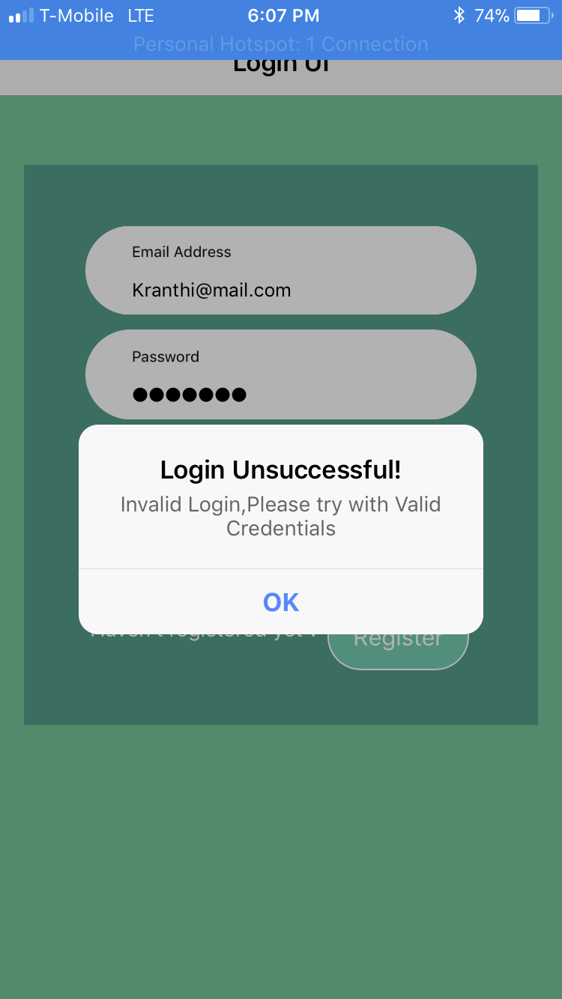 T-Mobile LTE 6:07 PM 74%
Personal Hotspot: 1 Connection
Login UI
Email Address
Kranthi@mail.com
Password
Login Unsuccessful!
Invalid Login,Please try with Valid
Credentials
OK
Haven't registered yet ? Register